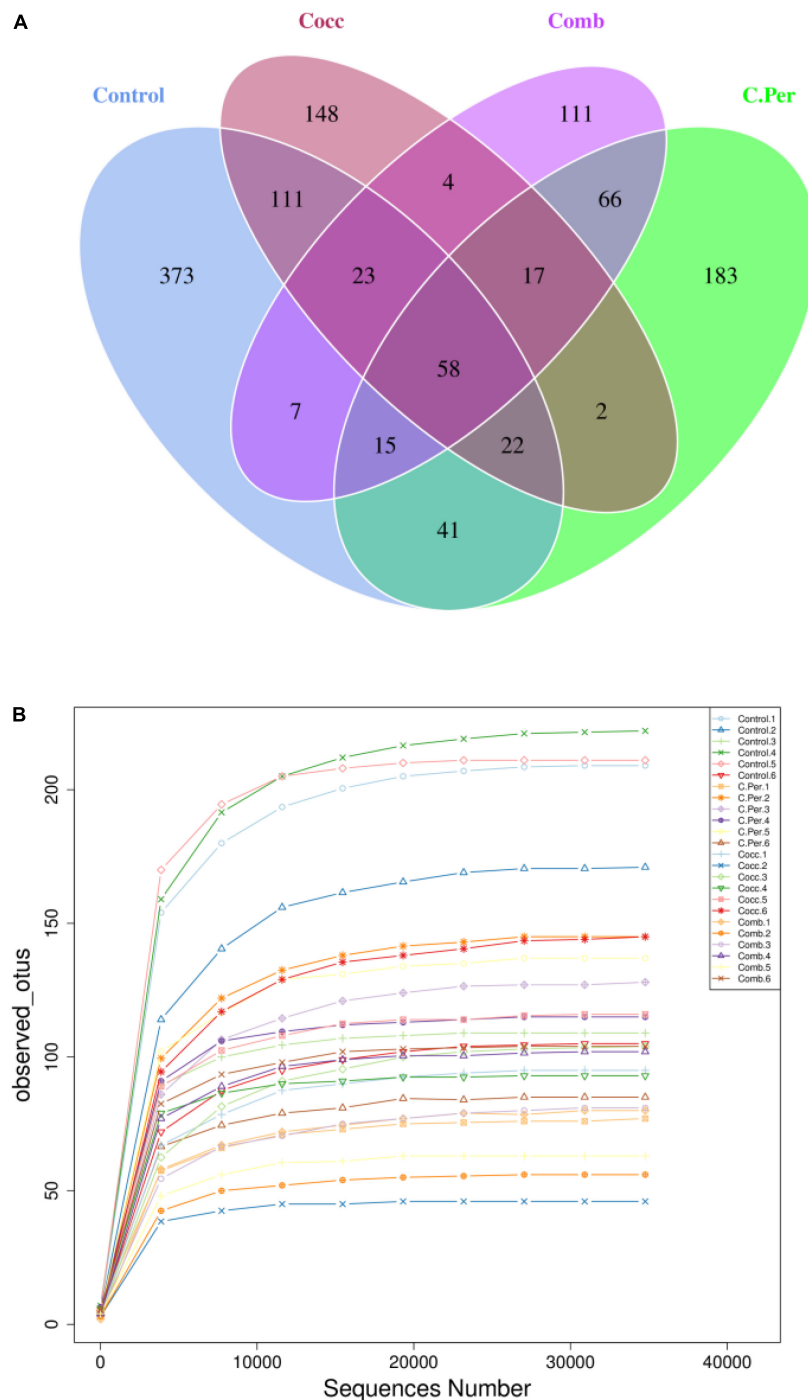 A
Cocc
Comb
Control
C.Per
148
111
4
111
66
373
23
17
183
58
7
2
15
22
41
B
Control.1
Control.2
Control.3
Control.4
Control.5
Control.6
C.Per.1
C.Per.2
C.Per.3
C.Per.4
C.Per.5
C.Per.6
Cocc.1
Cocc.2
Cocc.3
Cocc.4
Cocc.5
Cocc.6
Comb.1
Comb.2
Comb.3
Comb.4
Comb.5
Comb.6
observed_otus
200
150
100
50
0
0
10000
20000
30000
40000
Sequences Number